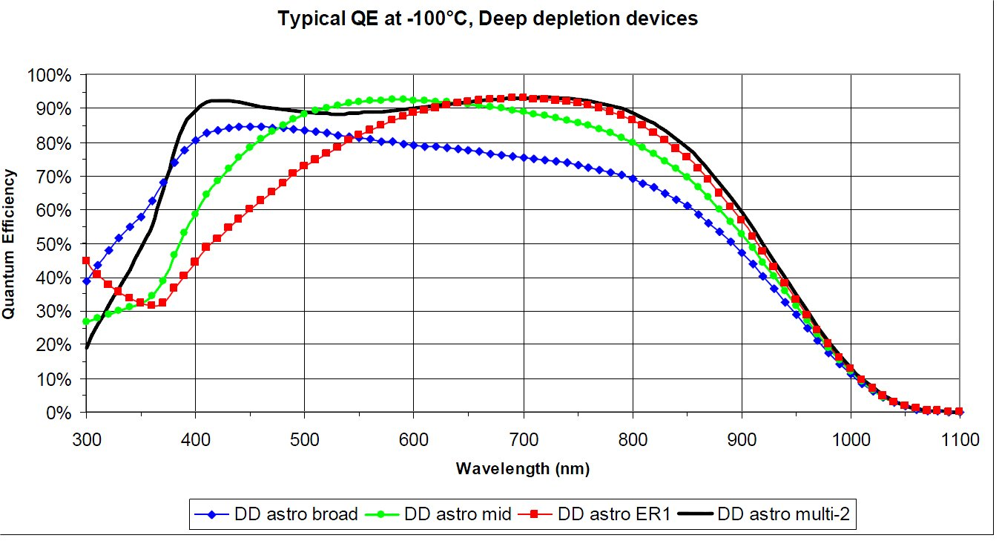 Typical QE at -100°C, Deep depletion devices
100%
90%
80%
70%
60%
50%
40%
30%
20%
10%
0%
Quantum Efficiency
300 400 500 600 700 800 900 1000 1100
Wavelength (nm)
DD astro broad DD astro mid DD astro ER1 DD astro multi-2